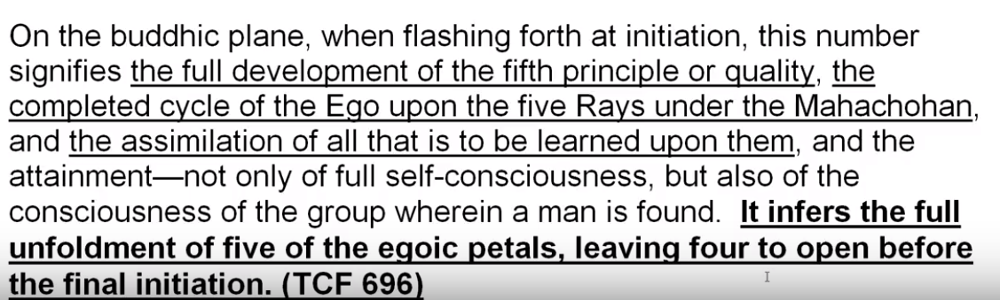 On the buddhic plane, when flashing forth at initiation, this number
signifies the full development of the fifth principle or quality, the
completed cycle of the Ego upon the five Rays under the Mahachohan,
and the assimilation of all that is to be learned upon them, and the
attainment—not only of full self-consciousness, but also of the
consciousness of the group wherein a man is found. It infers the full
unfoldment of five of the egoic petals, leaving four to open before
the final initiation. (TCF 696)